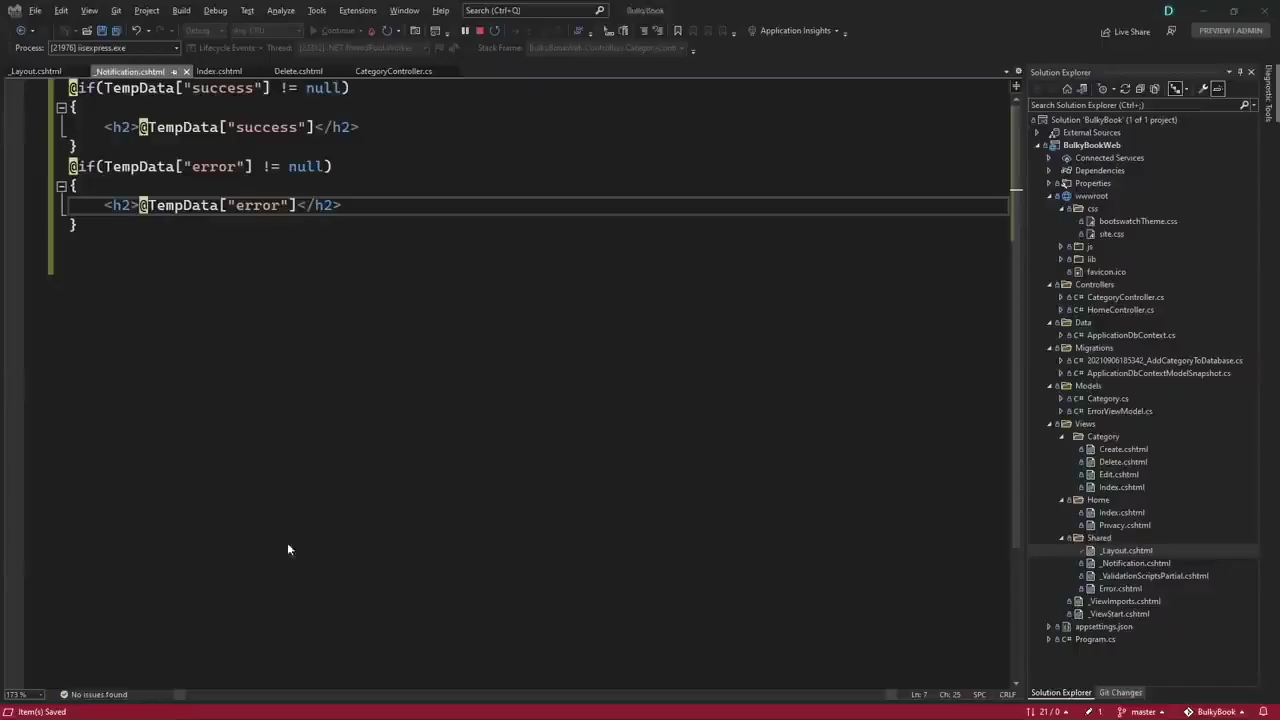 File Edit View Git Project Build Debug Test Analyze Tools Extensions Window Help Search (Ctrl+Q) BulkyBook D
Debug Any CPU Continue Application Insights Live Share PREVIEW | ADMIN
Process: [21976] iisexpress.exe Lifecycle Events Thread: Stack Frame:
_Layout.cshtml _Notification.cshtml Index.cshtml Delete.cshtml CategoryController.cs
@if(TempData["success"] != null)
{
<h2>@TempData["success"]</h2>
}
@if(TempData["error"] != null)
{
<h2>@TempData["error"]</h2>
}
173 % No issues found Ln: 7 Ch: 25 SPC CRLF
Solution Explorer
Search Solution Explorer (Ctrl+;)
Solution 'BulkyBook' (1 of 1 project)
External Sources
BulkyBookWeb
Connected Services
Dependencies
Properties
wwwroot
css
bootswatchTheme.css
site.css
js
lib
favicon.ico
Controllers
C# CategoryController.cs
C# HomeController.cs
Data
C# ApplicationDbContext.cs
Migrations
C# 20210906185342_AddCategoryToDatabase.cs
C# ApplicationDbContextModelSnapshot.cs
Models
C# Category.cs
C# ErrorViewModel.cs
Views
Category
Create.cshtml
Delete.cshtml
Edit.cshtml
Index.cshtml
Home
Index.cshtml
Privacy.cshtml
Shared
_Layout.cshtml
_Notification.cshtml
_ValidationScriptsPartial.cshtml
Error.cshtml
_ViewImports.cshtml
_ViewStart.cshtml
appsettings.json
C# Program.cs
Solution Explorer Git Changes
Diagnostic Tools
Item(s) Saved 21 / 0 1 master BulkyBook